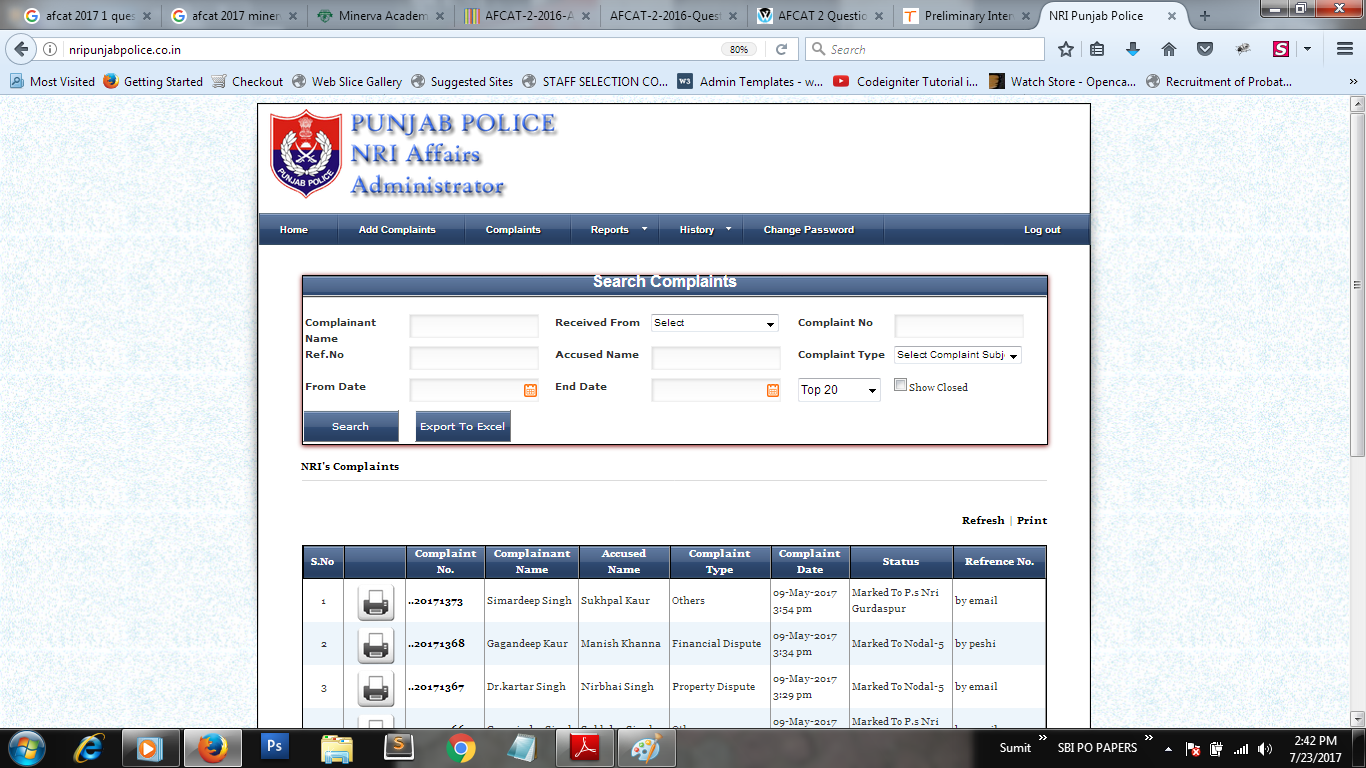 afcat 2017 1 ques
afcat 2017 miner
Minerva Academ
AFCAT-2-2016-A
AFCAT-2-2016-Quest
AFCAT 2 Questio
Preliminary Inter
NRI Punjab Police
nripunjabpolice.co.in
80%
Search
Most Visited
Getting Started
Checkout
Web Slice Gallery
Suggested Sites
STAFF SELECTION CO...
Admin Templates - w...
Codeigniter Tutorial i...
Watch Store - Openca...
Recruitment of Probat...
PUNJAB POLICE
PUNJAB POLICE
NRI Affairs
Administrator
Home Add Complaints Complaints Reports History Change Password Log out
Search Complaints
Complainant Name Received From Select Complaint No
Ref.No Accused Name Complaint Type Select Complaint Subj
From Date End Date Top 20 Show Closed
Search Export To Excel
NRI's Complaints
Refresh | Print
S.No Complaint No. Complainant Name Accused Name Complaint Type Complaint Date Status Refrence No.
1 ..20171373 Simardeep Singh Sukhpal Kaur Others 09-May-2017 3:54 pm Marked To P.s Nri Gurdaspur by email
2 ..20171368 Gagandeep Kaur Manish Khanna Financial Dispute 09-May-2017 3:34 pm Marked To Nodal-5 by peshi
3 ..20171367 Dr.kartar Singh Nirbhai Singh Property Dispute 09-May-2017 3:29 pm Marked To Nodal-5 by email
09-May-2017 Marked To P.s Nri
Ps
S
Sumit
SBI PO PAPERS
2:42 PM
7/23/2017